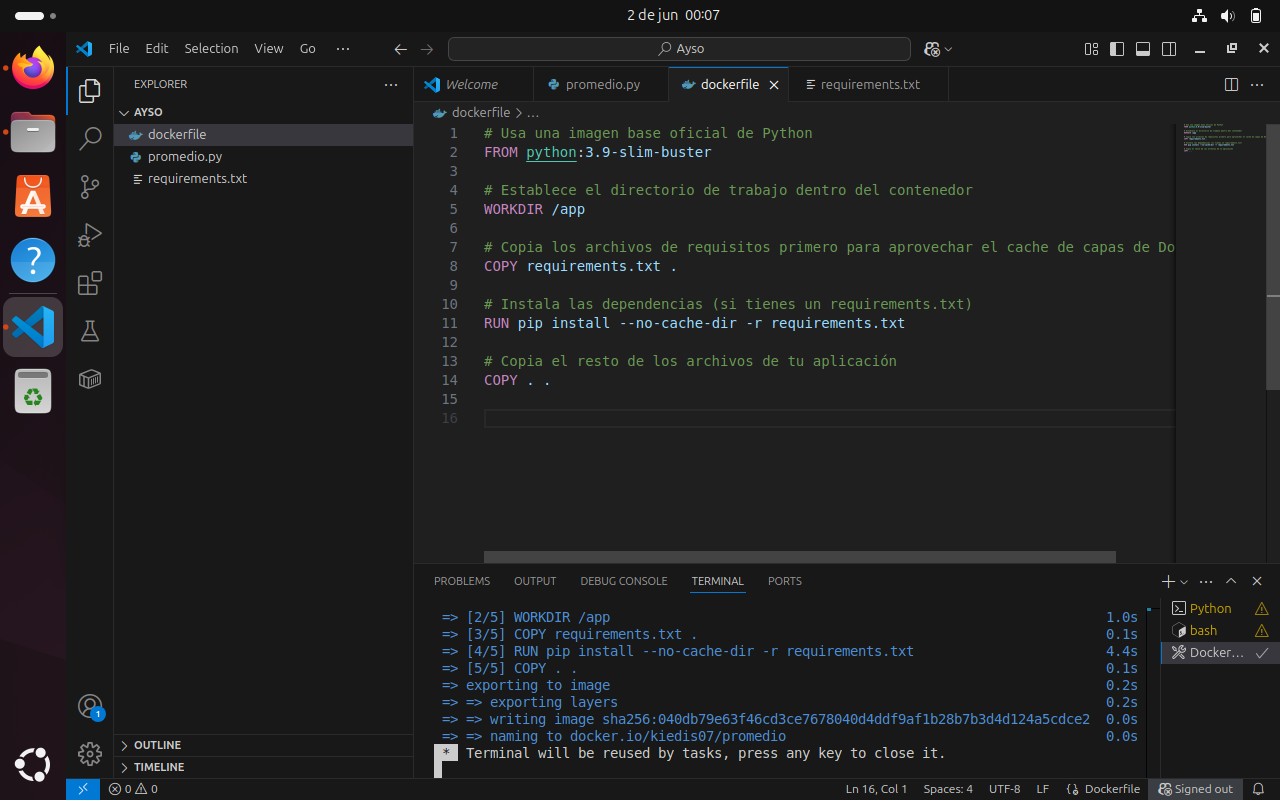 2 de jun 00:07
File Edit Selection View Go ...
Ayso
EXPLORER
AYSO
dockerfile
promedio.py
requirements.txt
OUTLINE
TIMELINE
Welcome
promedio.py
dockerfile
requirements.txt
dockerfile > ...
1 # Usa una imagen base oficial de Python
2 FROM python:3.9-slim-buster
3
4 # Establece el directorio de trabajo dentro del contenedor
5 WORKDIR /app
6
7 # Copia los archivos de requisitos primero para aprovechar el cache de capas de Do
8 COPY requirements.txt .
9
10 # Instala las dependencias (si tienes un requirements.txt)
11 RUN pip install --no-cache-dir -r requirements.txt
12
13 # Copia el resto de los archivos de tu aplicación
14 COPY . .
15
16
PROBLEMS OUTPUT DEBUG CONSOLE TERMINAL PORTS
=> [2/5] WORKDIR /app 1.0s
=> [3/5] COPY requirements.txt . 0.1s
=> [4/5] RUN pip install --no-cache-dir -r requirements.txt 4.4s
=> [5/5] COPY . . 0.1s
=> exporting to image 0.2s
=> => exporting layers 0.2s
=> => writing image sha256:040db79e63f46cd3ce7678040d4ddf9af1b28b7b3d4d124a5cdce2 0.0s
=> => naming to docker.io/kiedis07/promedio 0.0s
* Terminal will be reused by tasks, press any key to close it.
Python
bash
Docker...
1
0 0
Ln 16, Col 1 Spaces: 4 UTF-8 LF Dockerfile Signed out